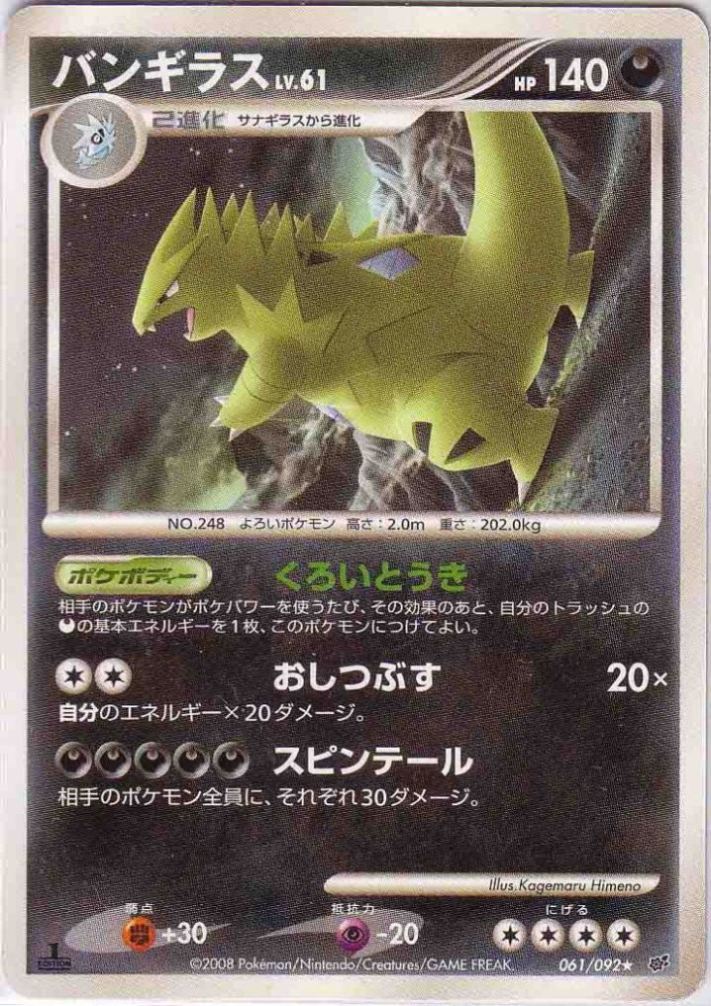 バンギラス LV.61 HP 140
2進化 サナギラスから進化
NO.248 よろいポケモン 高さ：2.0m 重さ：202.0kg
ポケボディー くろいとうき
相手のポケモンがポケパワーを使うたび、その効果のあと、自分のトラッシュの
の基本エネルギーを1枚、このポケモンにつけてよい。
おしつぶす 20×
自分のエネルギー×20ダメージ。
スピンテール
相手のポケモン全員に、それぞれ30ダメージ。
Illus.Kagemaru Himeno
弱点 抵抗力 にげる
+30 -20
1 EDITION
©2008 Pokémon/Nintendo/Creatures/GAME FREAK. 061/092★